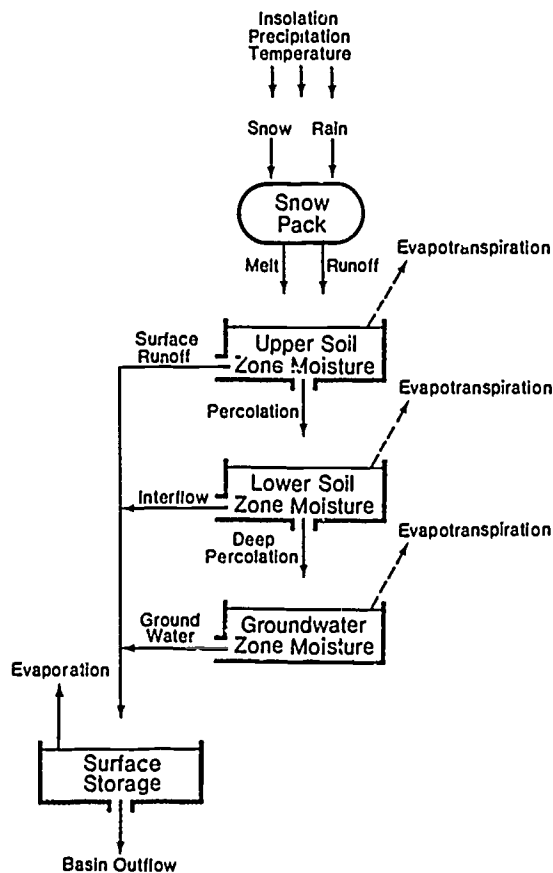 Insolation
Precipitation
Temperature
Snow Rain
Snow
Pack
Melt Runoff
Evapotranspiration
Surface
Runoff
Upper Soil
Zone Moisture
Percolation
Evapotranspiration
Lower Soil
Zone Moisture
Interflow
Deep
Percolation
Evapotranspiration
Ground
Water
Groundwater
Zone Moisture
Evaporation
Surface
Storage
Basin Outflow